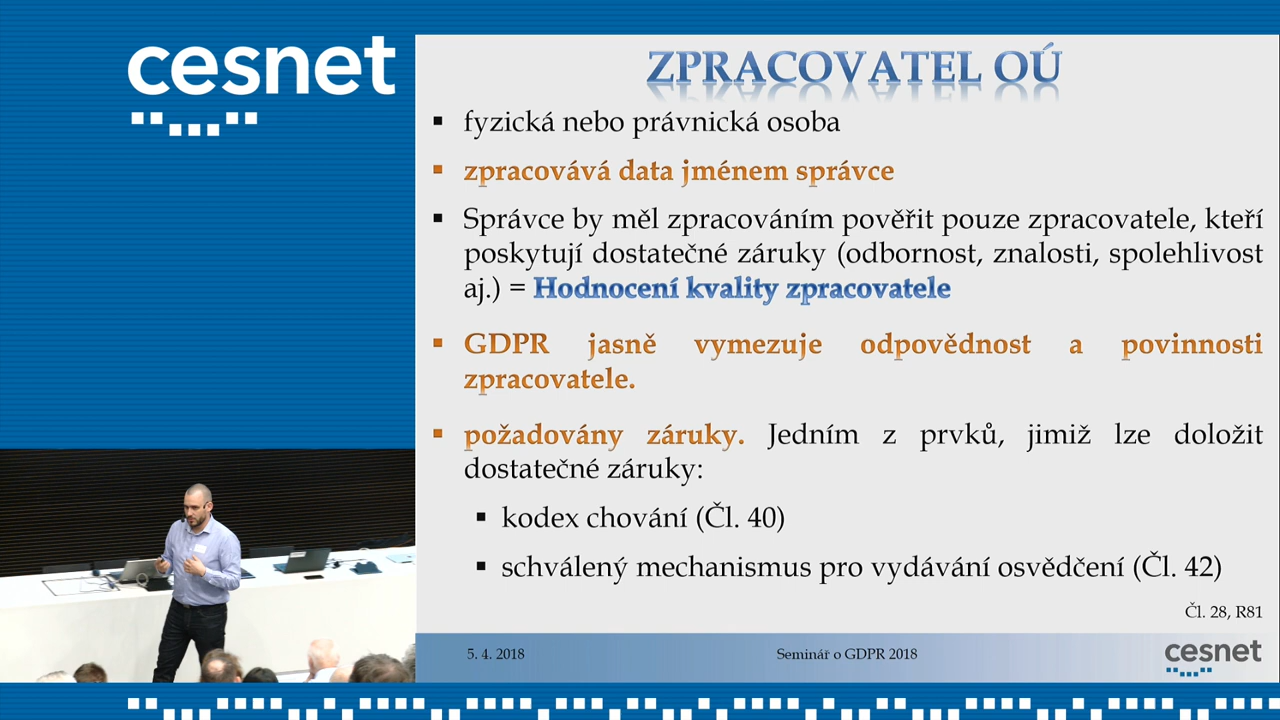 cesnet
ZPRACOVATEL OÚ
▪ fyzická nebo právnická osoba
▪ zpracovává data jménem správce
▪ Správce by měl zpracováním pověřit pouze zpracovatele, kteří
poskytují dostatečné záruky (odbornost, znalosti, spolehlivost
aj.) = Hodnocení kvality zpracovatele
▪ GDPR jasně vymezuje odpovědnost a povinnosti
zpracovatele.
▪ požadovány záruky. Jedním z prvků, jimiž lze doložit
dostatečné záruky:
▪ kodex chování (Čl. 40)
▪ schválený mechanismus pro vydávání osvědčení (Čl. 42)
Čl. 28, R81
5. 4. 2018
Seminář o GDPR 2018
cesnet